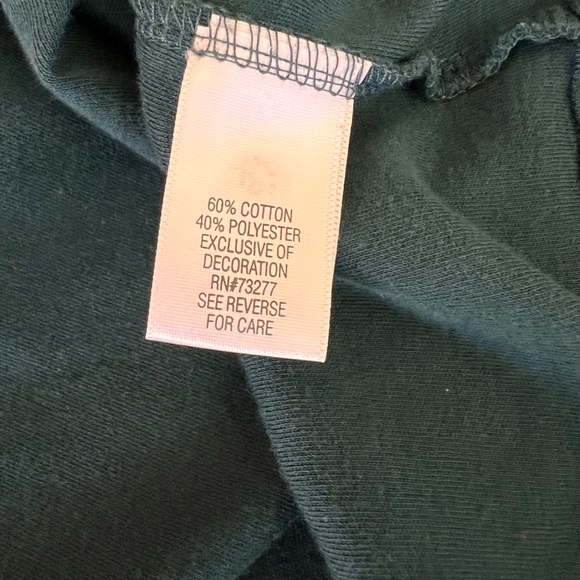 60% COTTON
40% POLYESTER
EXCLUSIVE OF
DECORATION
RN#73277
SEE REVERSE
FOR CARE